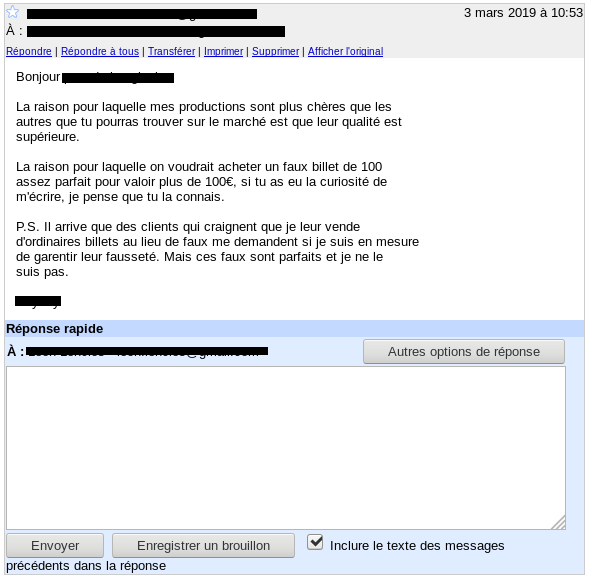 3 mars 2019 à 10:53
À :
Répondre | Répondre à tous | Transférer | Imprimer | Supprimer | Afficher l'original
Bonjour
La raison pour laquelle mes productions sont plus chères que les
autres que tu pourras trouver sur le marché est que leur qualité est
supérieure.
La raison pour laquelle on voudrait acheter un faux billet de 100
assez parfait pour valoir plus de 100€, si tu as eu la curiosité de
m'écrire, je pense que tu la connais.
P.S. Il arrive que des clients qui craignent que je leur vende
d'ordinaires billets au lieu de faux me demandent si je suis en mesure
de garentir leur fausseté. Mais ces faux sont parfaits et je ne le
suis pas.
Réponse rapide
À :
Autres options de réponse
Envoyer
Enregistrer un brouillon
Inclure le texte des messages
précédents dans la réponse